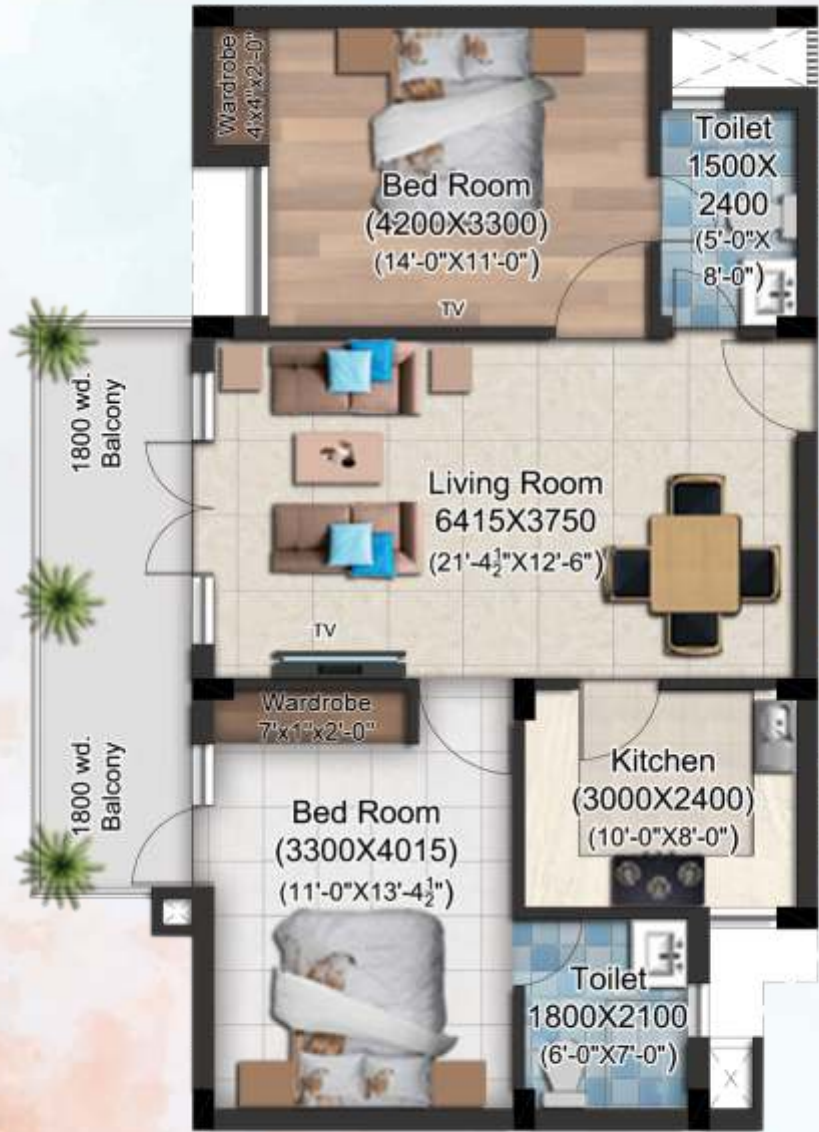 Wardrobe
4'x4"x2'-0"
Bed Room
(4200X3300)
(14'-0"X11'-0")
TV
Toilet
1500X
2400
(5'-0"X
8'-0")
1800 wd.
Balcony
Living Room
6415X3750
(21'-4½"X12'-6")
TV
Wardrobe
7'x1"x2'-0"
1800 wd.
Balcony
Bed Room
(3300X4015)
(11'-0"X13'-4½")
Kitchen
(3000X2400)
(10'-0"X8'-0")
Toilet
1800X2100
(6'-0"X7'-0")